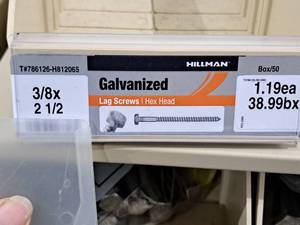 T#786126-H812065
HILLMAN
Box/50
3/8x
2 1/2
Galvanized
Lag Screws | Hex Head
1.19ea
38.99bx